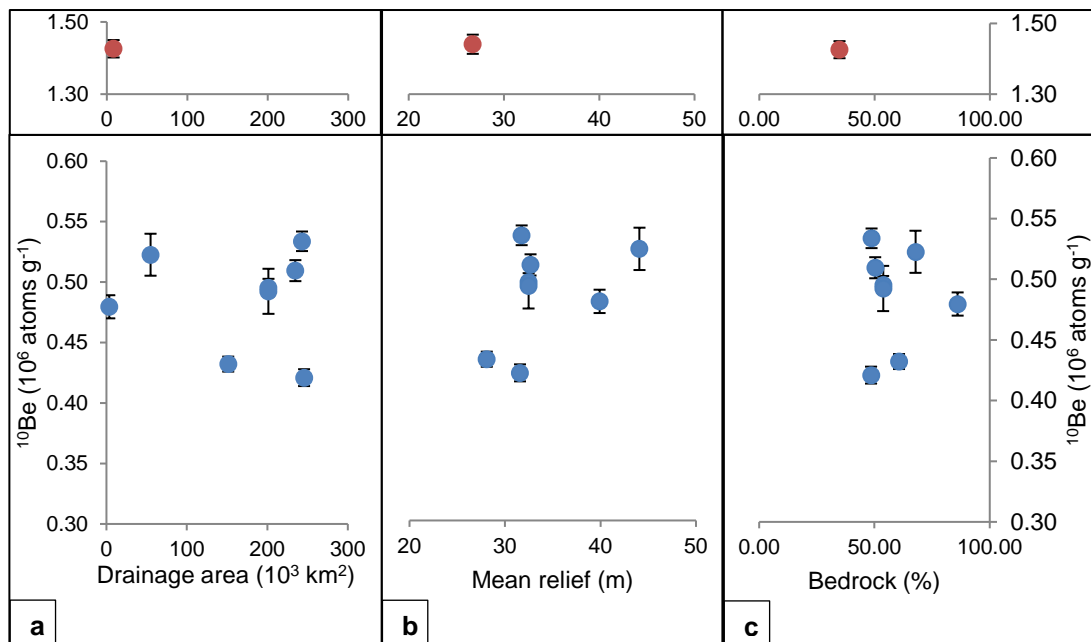 1.50
1.30
0 100 200 300
20 30 40 50
1.50
1.30
0.00 50.00 100.00
0.60
0.55
0.50
0.45
0.40
0.35
0.30
¹⁰Be (10⁶ atoms g⁻¹)
0 100 200 300
Drainage area (10³ km²)
a
20 30 40 50
Mean relief (m)
b
0.60
0.55
0.50
0.45
0.40
0.35
0.30
¹⁰Be (10⁶ atoms g⁻¹)
0.00 50.00 100.00
Bedrock (%)
c